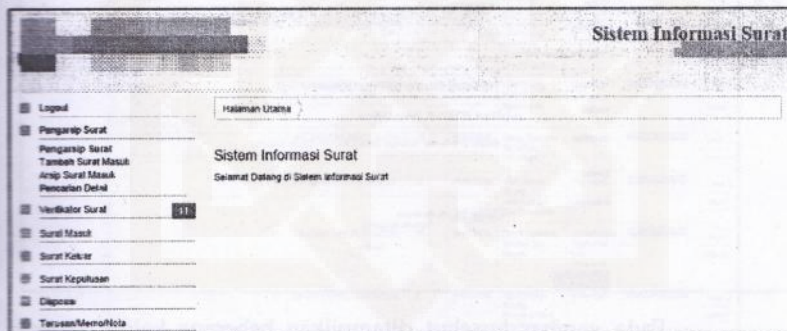 Sistem Informasi Surat
Logout
Halaman Utama
Pengarsip Surat
Pengarsip Surat
Tambah Surat Masuk
Arsip Surat Masuk
Pencarian Detail
Sistem Informasi Surat
Selamat Datang di Sistem Informasi Surat
Verifikator Surat
Surat Masuk
Surat Keluar
Surat Keputusan
Disposisi
Terusan/Memo/Nota